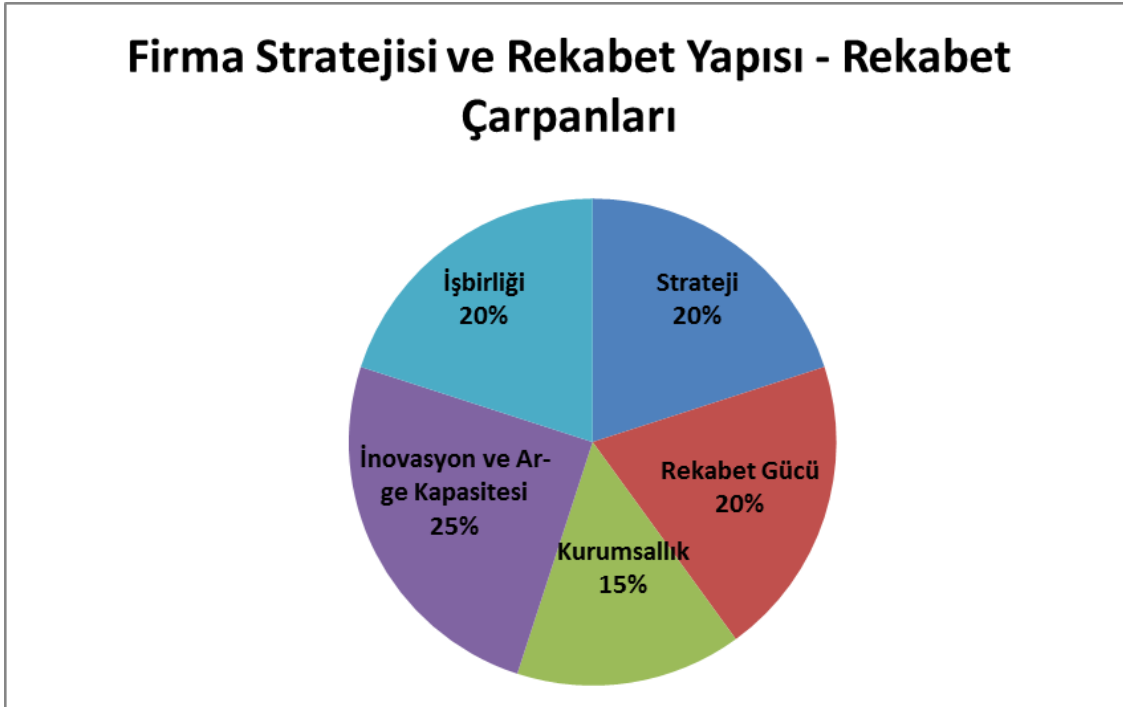 Firma Stratejisi ve Rekabet Yapısı - Rekabet
Çarpanları
İşbirliği
20%
Strateji
20%
İnovasyon ve Ar-
ge Kapasitesi
25%
Rekabet Gücü
20%
Kurumsallık
15%